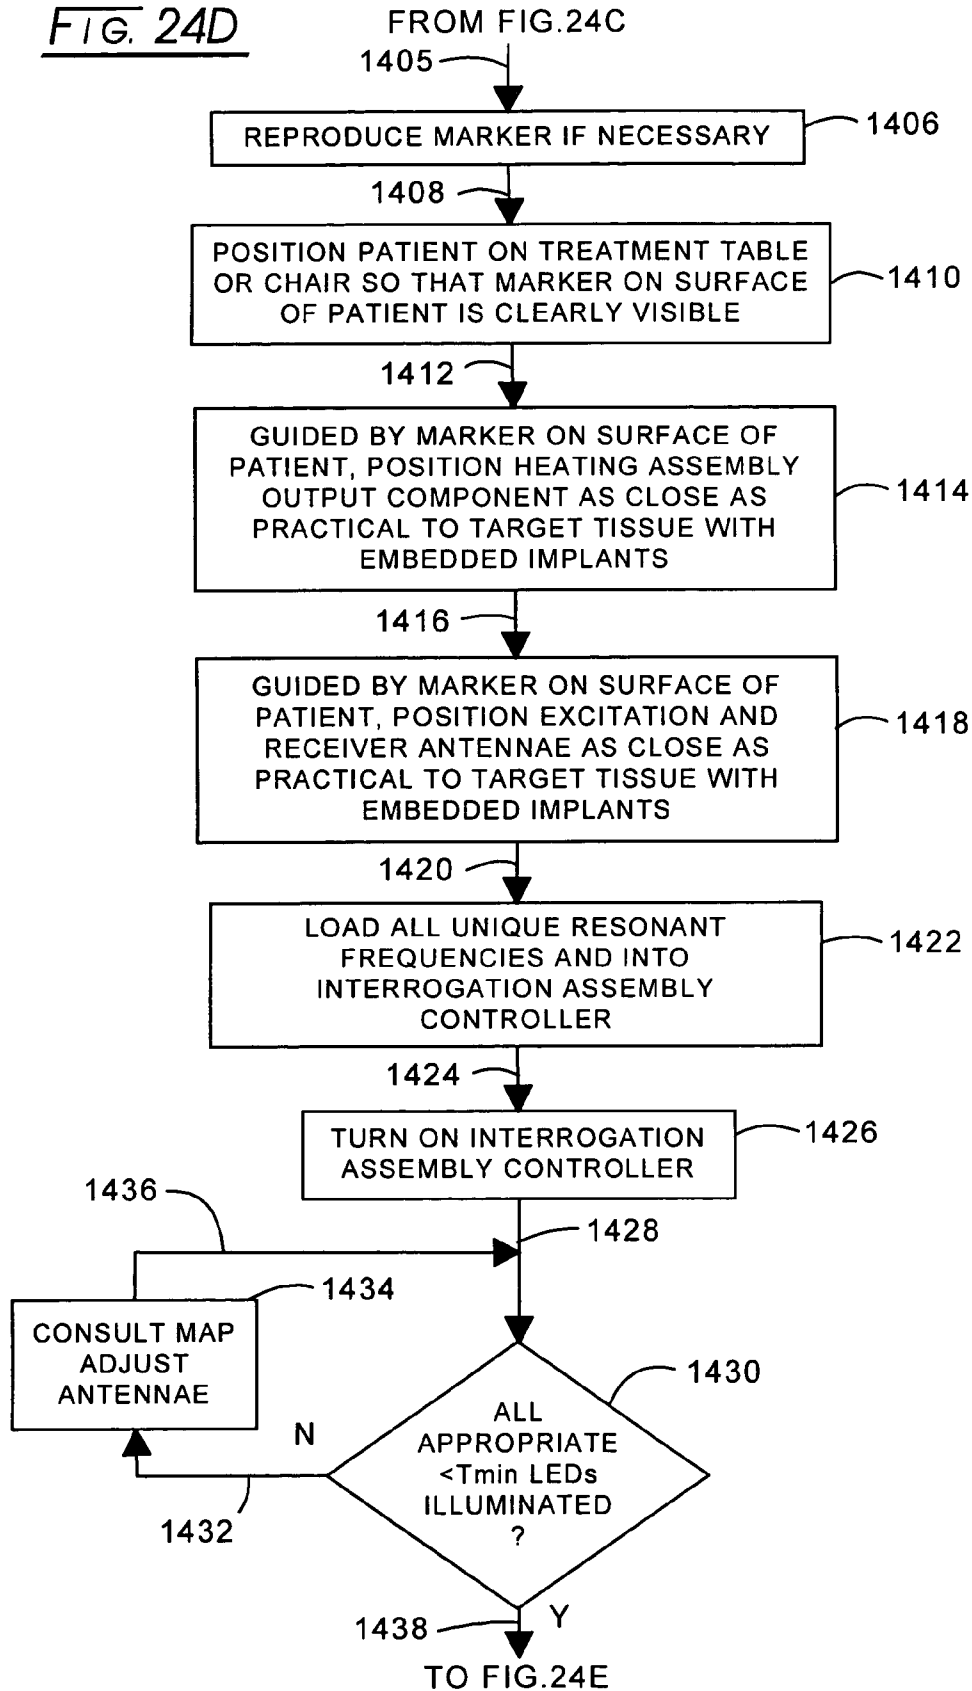 FIG. 24D
FROM FIG.24C
1405
REPRODUCE MARKER IF NECESSARY
1406
1408
POSITION PATIENT ON TREATMENT TABLE
OR CHAIR SO THAT MARKER ON SURFACE
OF PATIENT IS CLEARLY VISIBLE
1410
1412
GUIDED BY MARKER ON SURFACE OF
PATIENT, POSITION HEATING ASSEMBLY
OUTPUT COMPONENT AS CLOSE AS
PRACTICAL TO TARGET TISSUE WITH
EMBEDDED IMPLANTS
1414
1416
GUIDED BY MARKER ON SURFACE OF
PATIENT, POSITION EXCITATION AND
RECEIVER ANTENNAE AS CLOSE AS
PRACTICAL TO TARGET TISSUE WITH
EMBEDDED IMPLANTS
1418
1420
LOAD ALL UNIQUE RESONANT
FREQUENCIES AND INTO
INTERROGATION ASSEMBLY
CONTROLLER
1422
1424
TURN ON INTERROGATION
ASSEMBLY CONTROLLER
1426
1436
1428
1434
CONSULT MAP
ADJUST
ANTENNAE
1430
N
ALL
APPROPRIATE
<Tmin LEDs
ILLUMINATED
?
1432
1438
Y
TO FIG.24E